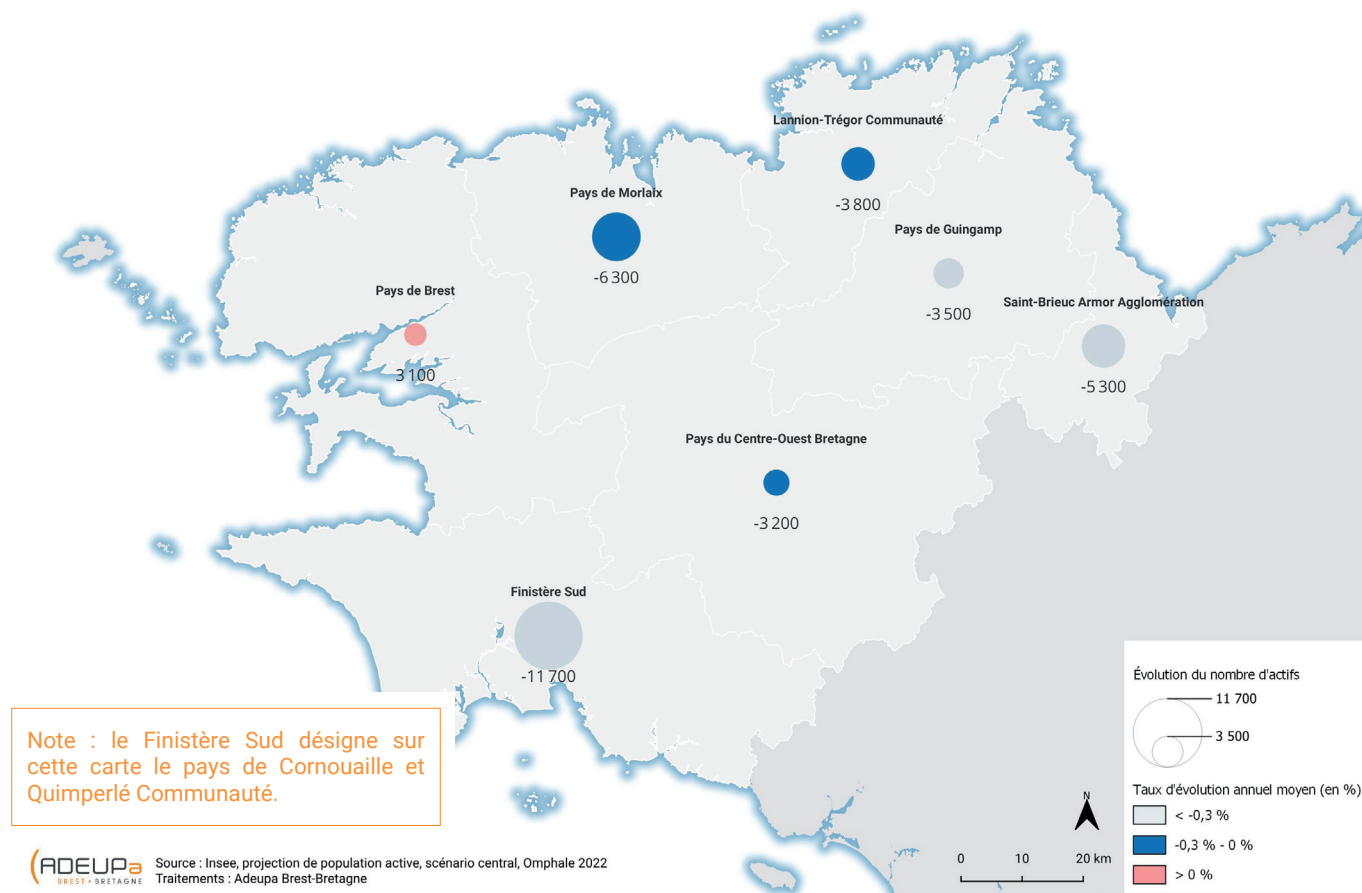 Lannion-Trégor Communauté
-3 800
Pays de Morlaix
-6 300
Pays de Guingamp
-3 500
Pays de Brest
3 100
Saint-Brieuc Armor Agglomération
-5 300
Pays du Centre-Ouest Bretagne
-3 200
Finistère Sud
-11 700
Note : le Finistère Sud désigne sur
cette carte le pays de Cornouaille et
Quimperlé Communauté.
Évolution du nombre d'actifs
11 700
3 500
Taux d'évolution annuel moyen (en %)
< -0,3 %
-0,3 % - 0 %
> 0 %
N
0 10 20 km
ADEUPa
BREST • BRETAGNE
Source : Insee, projection de population active, scénario central, Omphale 2022
Traitements : Adeupa Brest-Bretagne